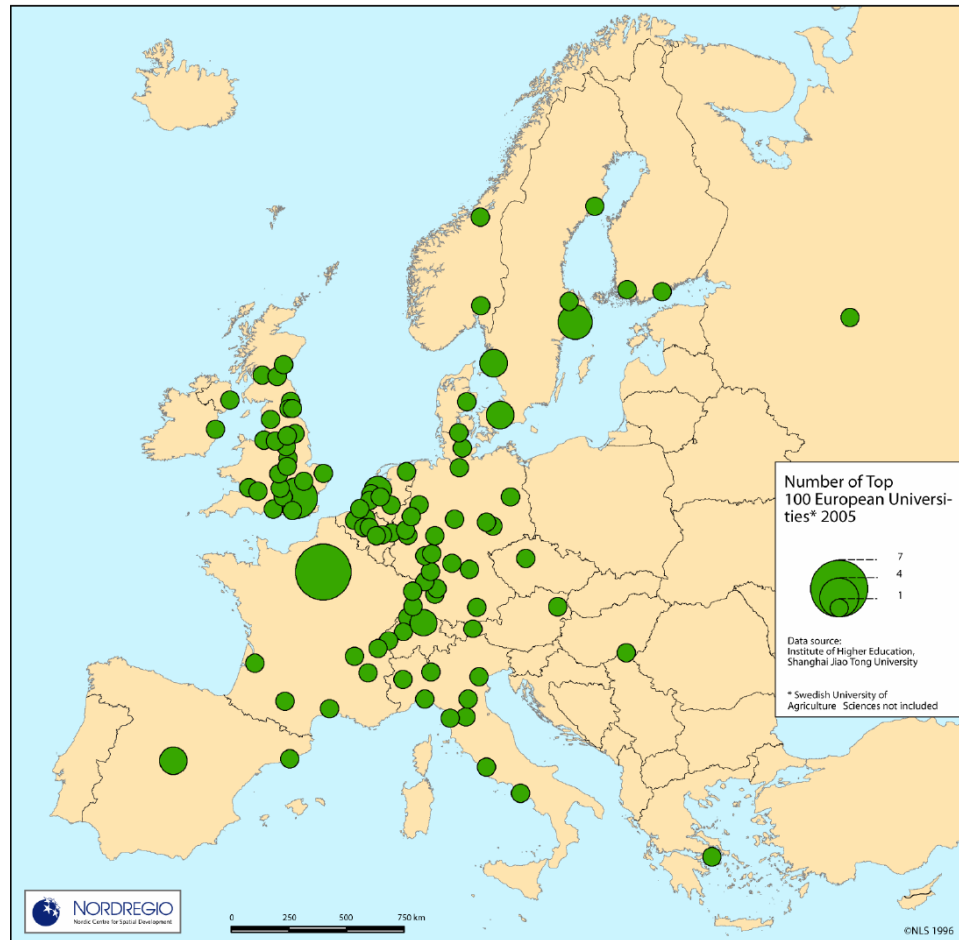 Number of Top
100 European Universi-
ties* 2005
7
4
1
Data source:
Institute of Higher Education,
Shanghai Jiao Tong University
* Swedish University of
Agriculture Sciences not included
NORDREGIO
Nordic Centre for Spatial Development
0 250 500 750 km
©NLS 1996